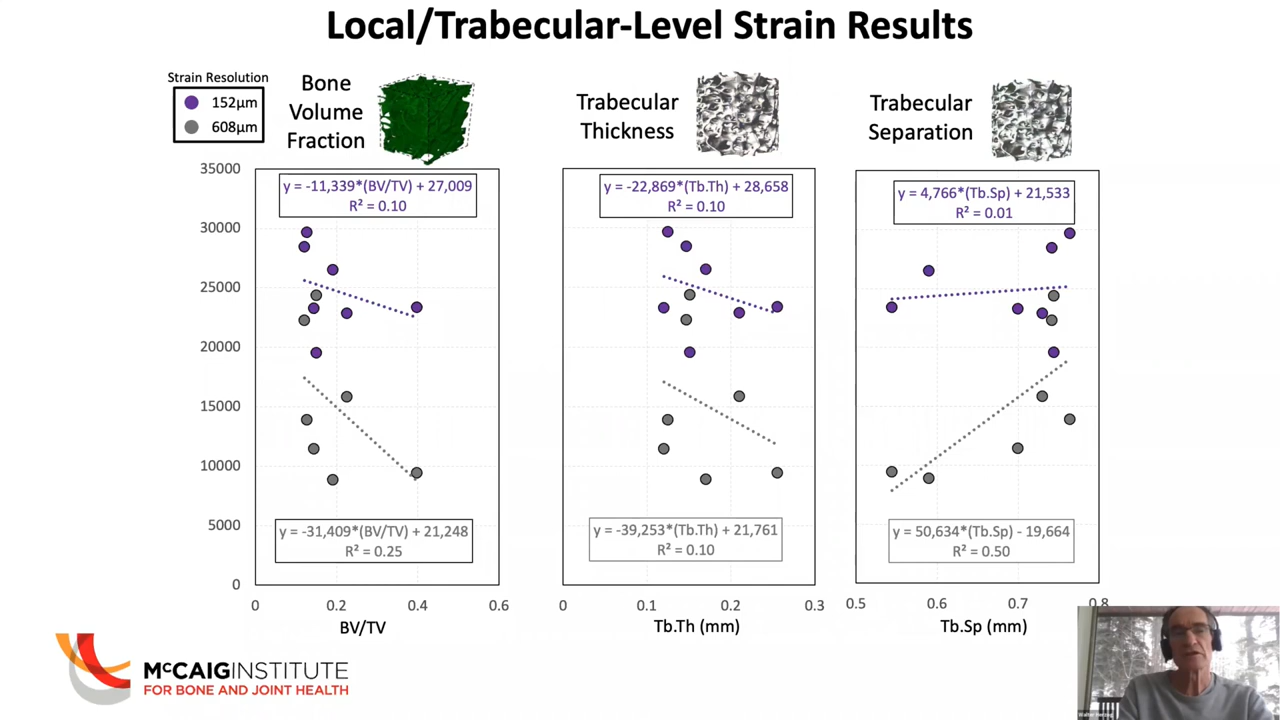 Local/Trabecular-Level Strain Results
Strain Resolution
152µm
608µm
Bone
Volume
Fraction
Trabecular
Thickness
Trabecular
Separation
35000
30000
25000
20000
15000
10000
5000
0
y = -11,339*(BV/TV) + 27,009
R² = 0.10
y = -31,409*(BV/TV) + 21,248
R² = 0.25
0 0.2 0.4 0.6
BV/TV
y = -22,869*(Tb.Th) + 28,658
R² = 0.10
y = -39,253*(Tb.Th) + 21,761
R² = 0.10
0 0.1 0.2 0.3
Tb.Th (mm)
y = 4,766*(Tb.Sp) + 21,533
R² = 0.01
y = 50,634*(Tb.Sp) - 19,664
R² = 0.50
0.5 0.6 0.7 0.8
Tb.Sp (mm)
McCAIG INSTITUTE
FOR BONE AND JOINT HEALTH
Walter Herzog